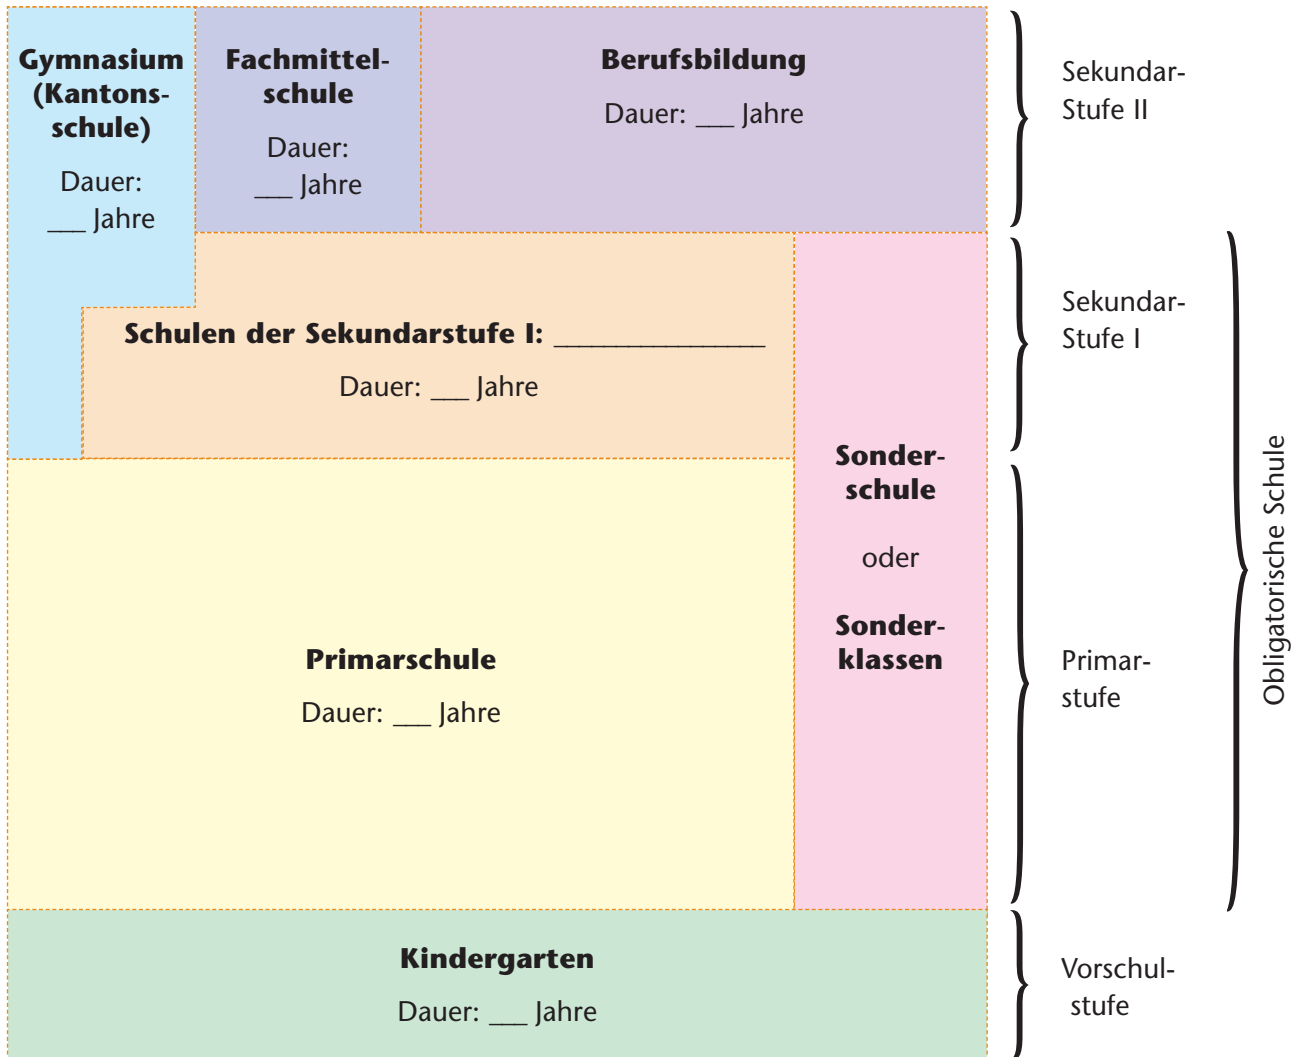 Gymnasium
(Kantons-
schule)
Dauer:
___ Jahre
Fachmittel-
schule
Dauer:
___ Jahre
Berufsbildung
Dauer: ___ Jahre
Sekundar-
Stufe II
Schulen der Sekundarstufe I: _________________
Dauer: ___ Jahre
Sekundar-
Stufe I
Sonder-
schule
oder
Sonder-
klassen
Primarschule
Dauer: ___ Jahre
Primar-
stufe
Obligatorische Schule
Kindergarten
Dauer: ___ Jahre
Vorschul-
stufe